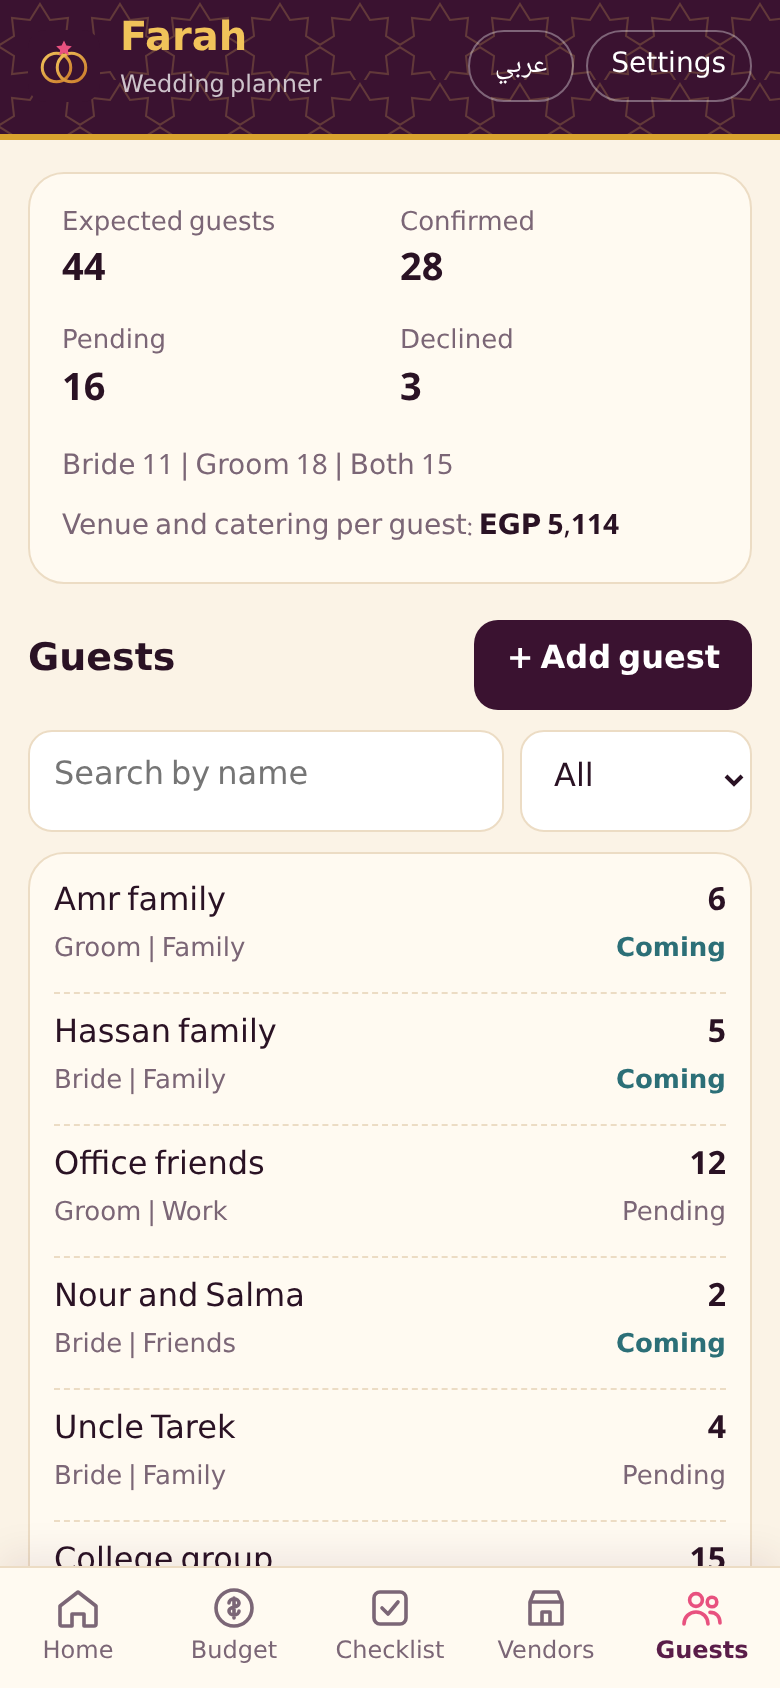 Farah
Wedding planner
عربي
Settings
Expected guests
44
Confirmed
28
Pending
16
Declined
3
Bride 11 | Groom 18 | Both 15
Venue and catering per guest: EGP 5,114
Guests
+ Add guest
Search by name
All
Amr family
6
Groom | Family
Coming
Hassan family
5
Bride | Family
Coming
Office friends
12
Groom | Work
Pending
Nour and Salma
2
Bride | Friends
Coming
Uncle Tarek
4
Bride | Family
Pending
College group
15
Home
Budget
Checklist
Vendors
Guests